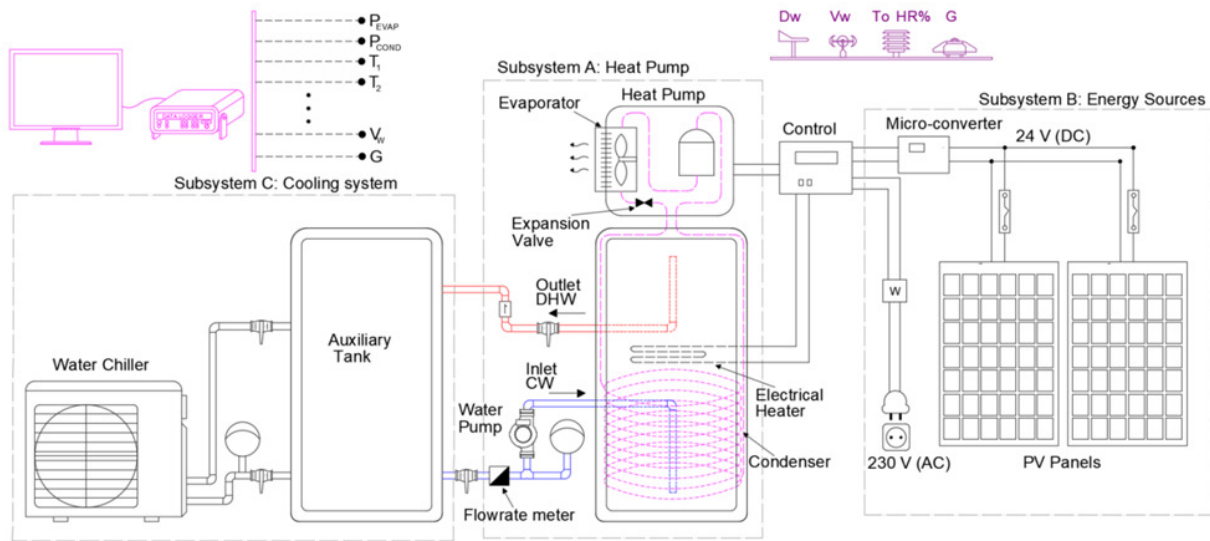 P_EVAP
P_COND
T_1
T_2
V_W
G
DATA LOGGER
Dw Vw To HR% G
Subsystem A: Heat Pump
Evaporator
Heat Pump
Expansion
Valve
Control
Subsystem B: Energy Sources
Micro-converter
24 V (DC)
W
230 V (AC)
PV Panels
Subsystem C: Cooling system
Water Chiller
Auxiliary
Tank
Outlet
DHW
Inlet
CW
Water
Pump
Flowrate meter
Electrical
Heater
Condenser